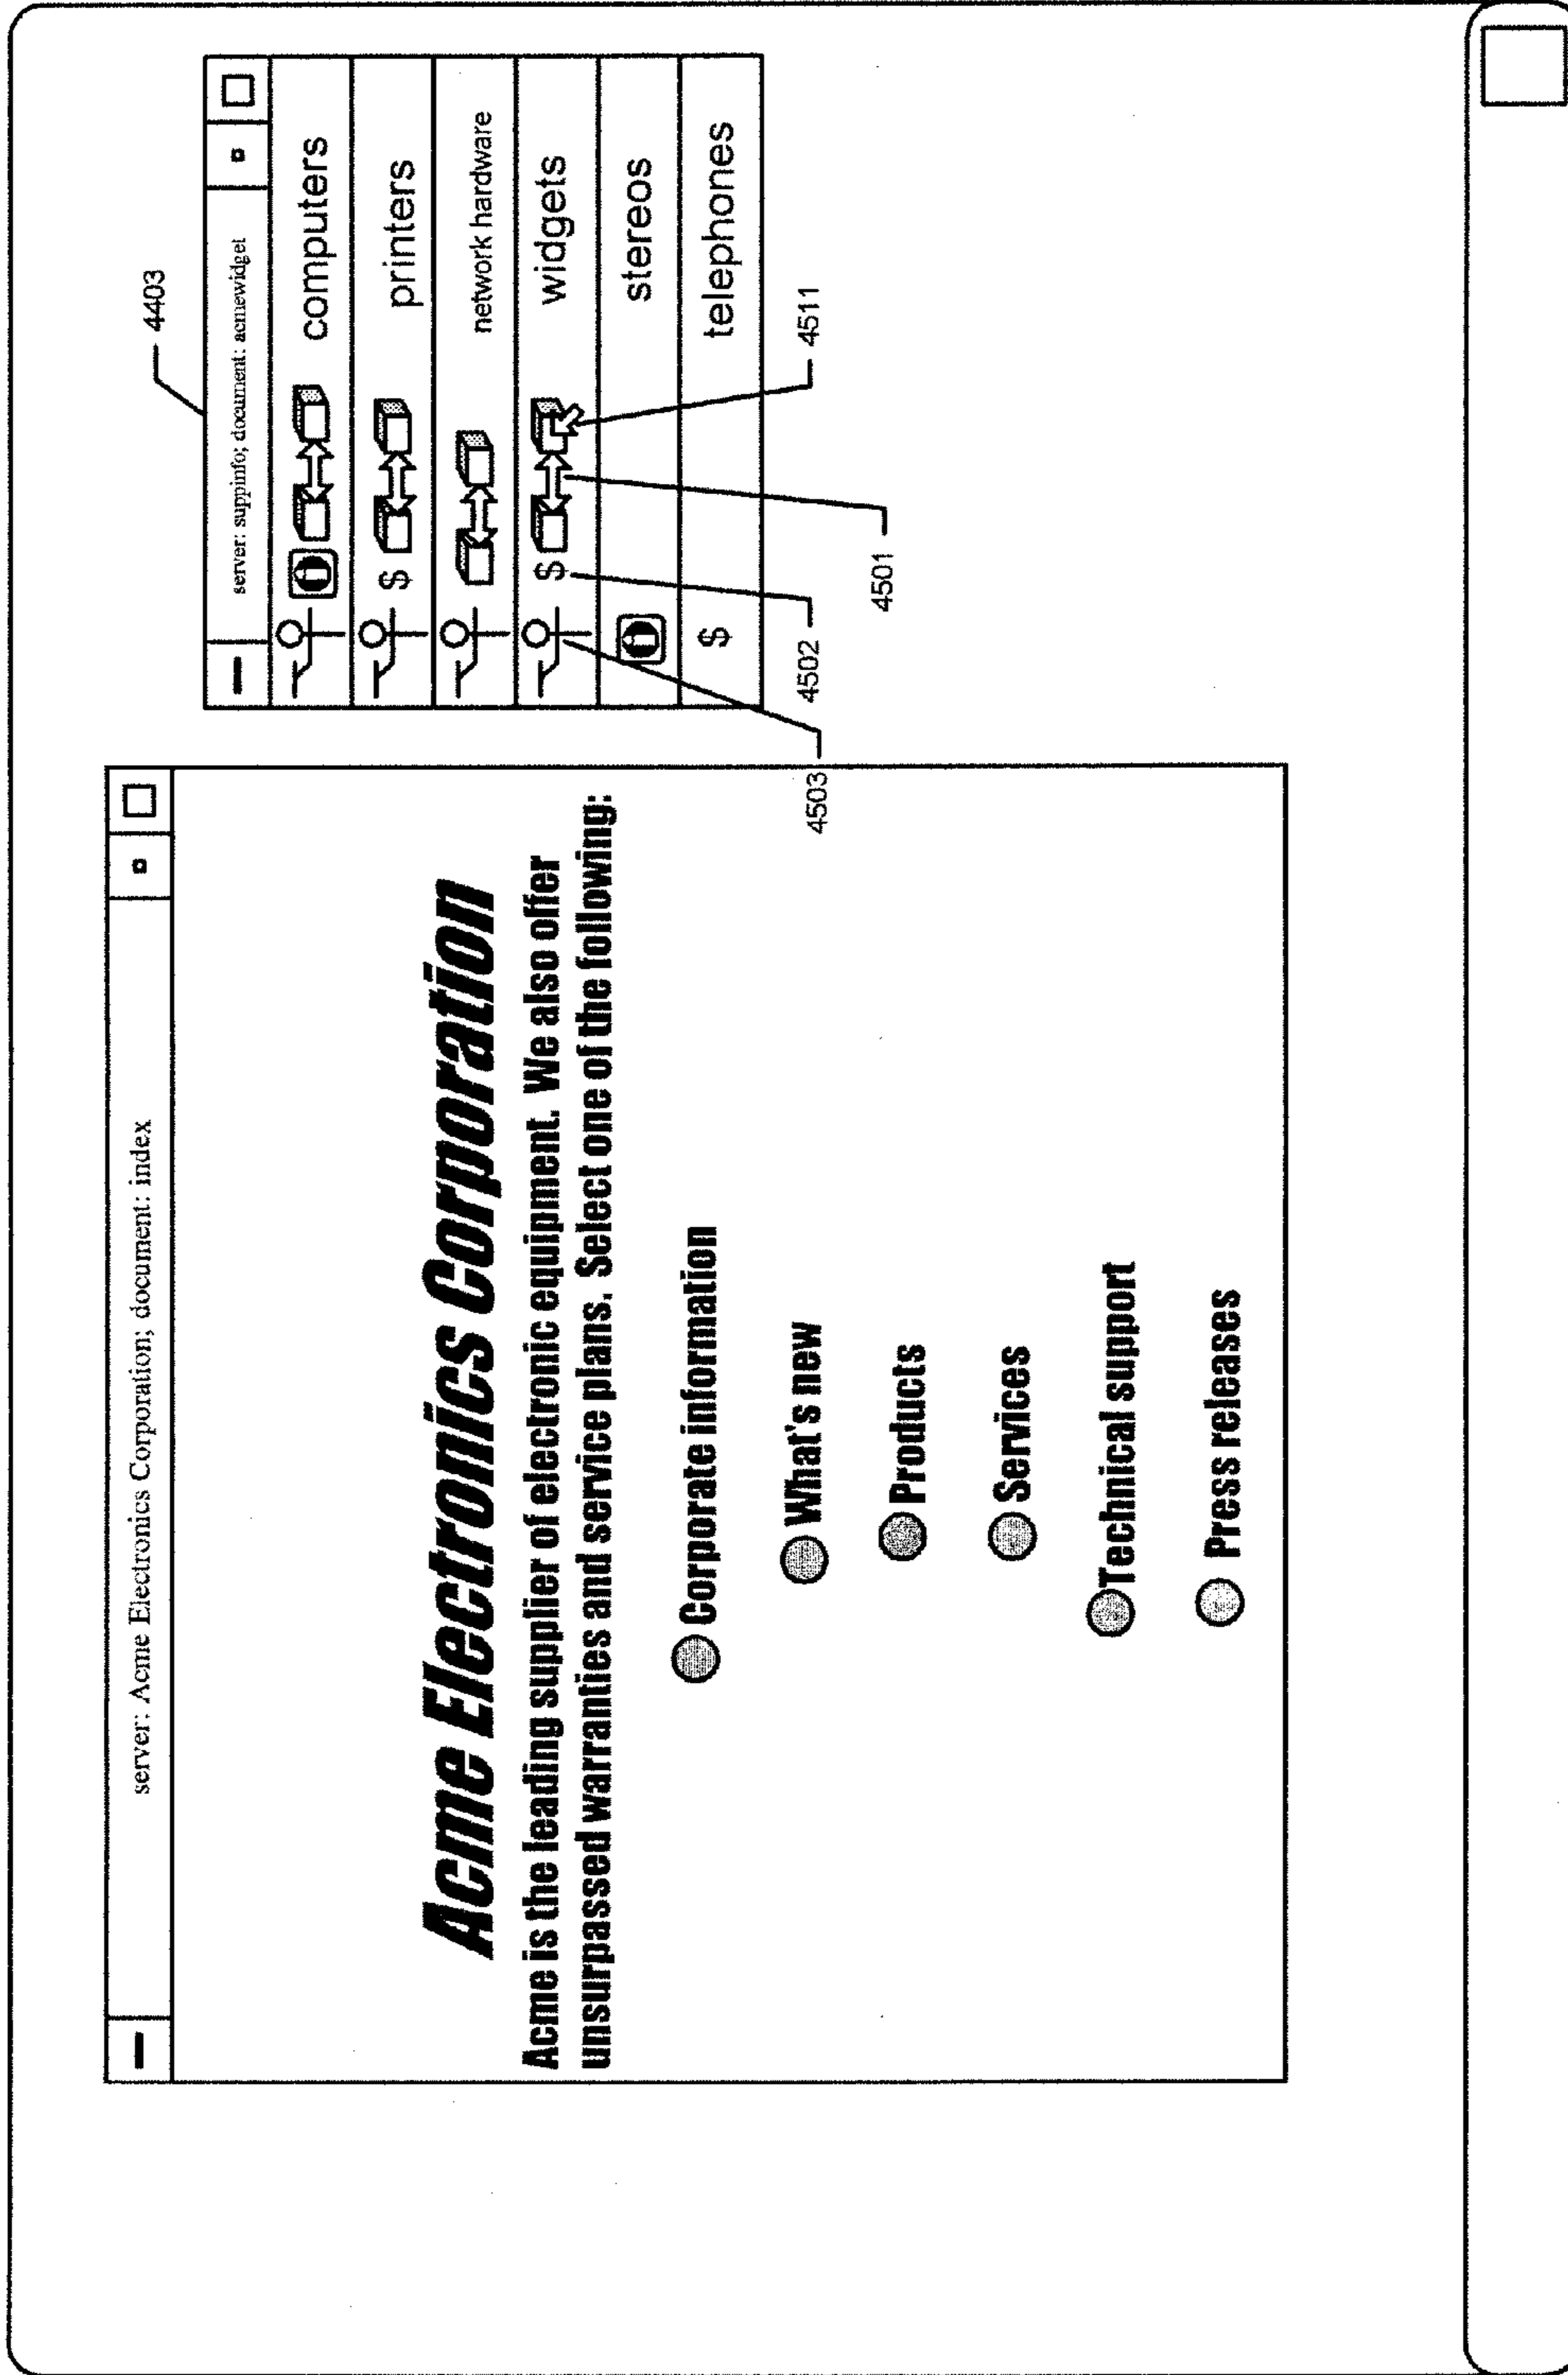 server: Acme Electronics Corporation; document: index
Acme Electronics Corporation
Acme is the leading supplier of electronic equipment. We also offer
unsurpassed warranties and service plans. Select one of the following:
Corporate information
What's new
Products
Services
Technical support
Press releases
4403
server: suppinfo; document: acmewidget
computers
$ printers
network hardware
$ widgets
stereos
$ telephones
4503
4502
4501
4511